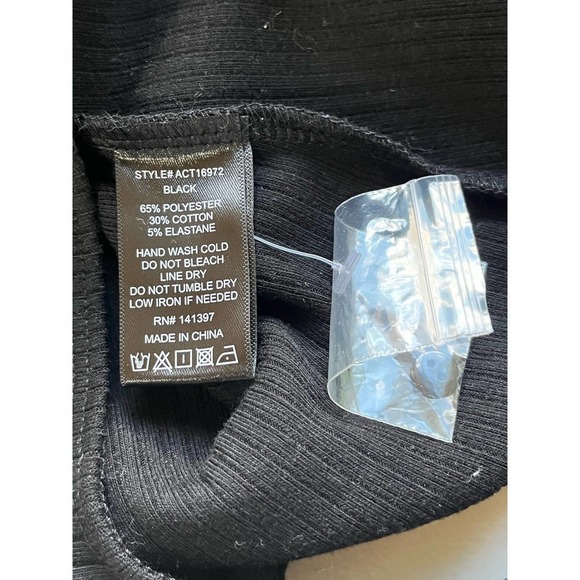 STYLE# ACT16972
BLACK
65% POLYESTER
30% COTTON
5% ELASTANE
HAND WASH COLD
DO NOT BLEACH
LINE DRY
DO NOT TUMBLE DRY
LOW IRON IF NEEDED
RN# 141397
MADE IN CHINA